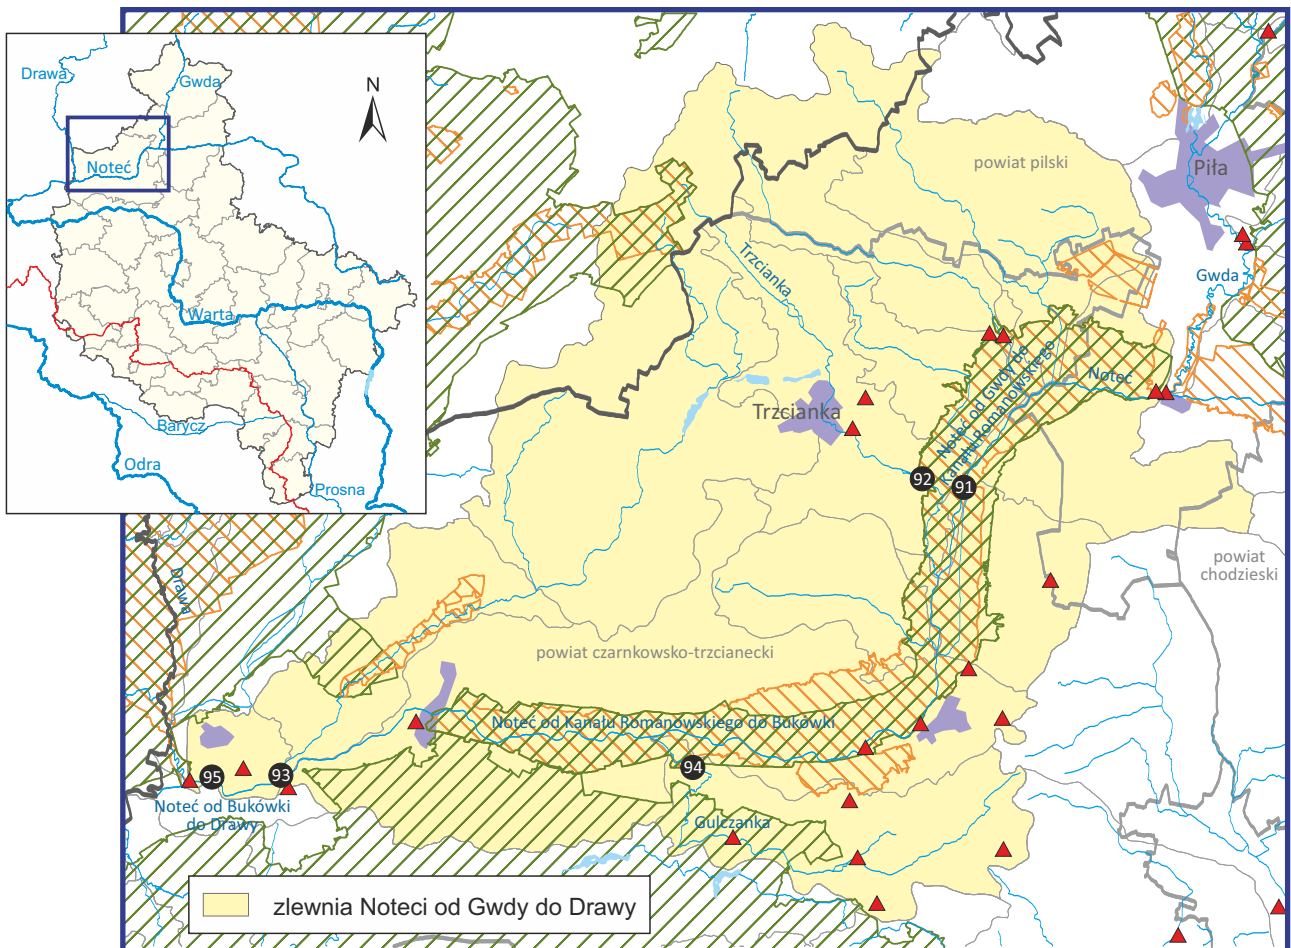 Drawa
Gwda
N
Noteć
Warta
Barycz
Odra
Prosna
powiat pilski
Piła
Gwda
Trzcianka
Noteć od Gwdy do
Kanału Romanowskiego
Noteć
Trzcianka
92
91
powiat
chodzieski
Drawa
powiat czarnkowsko-trzcianecki
Noteć od Kanału Romanowskiego do Bukówki
94
95
93
Noteć od Bukówki
do Drawy
Gulczanka
zlewnia Noteci od Gwdy do Drawy